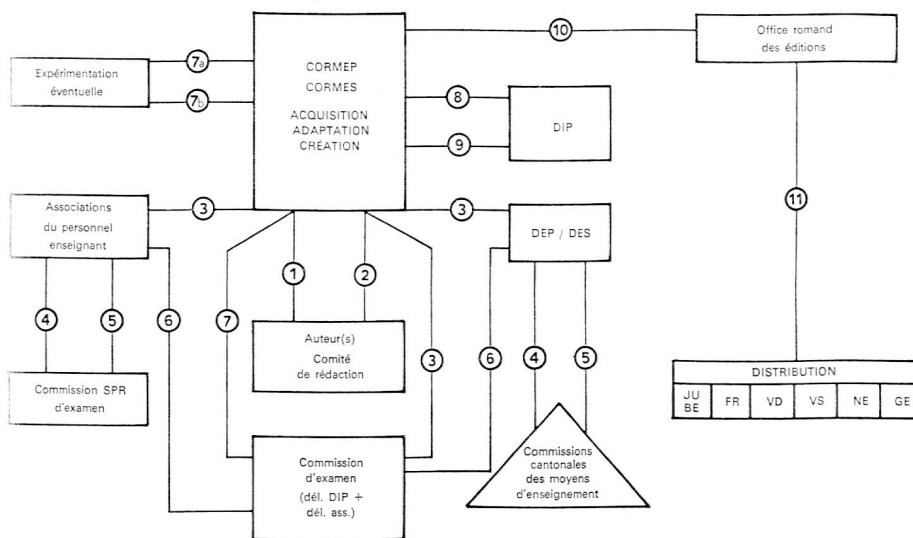 10
Office romand
des éditions
Expérimentation
éventuelle
7a
7b
CORMEP
CORMES
ACQUISITION
ADAPTATION
CRÉATION
8
9
DIP
Associations
du personnel
enseignant
3
3
DEP / DES
11
1
2
4
5
6
7
3
6
4
5
Auteur(s)
Comité
de rédaction
Commission SPR
d'examen
DISTRIBUTION
JU
BE
FR
VD
VS
NE
GE
Commission
d'examen
(dél. DIP +
dél. ass.)
Commissions
cantonales
des moyens
d'enseignement